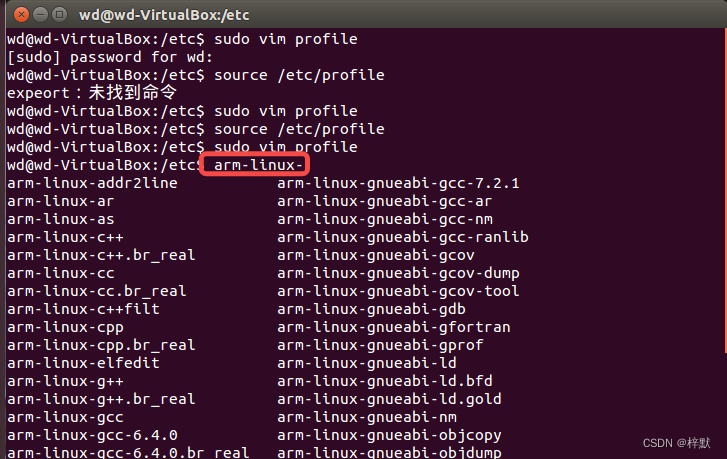 wd@wd-VirtualBox:/etc
wd@wd-VirtualBox:/etc$ sudo vim profile
[sudo] password for wd:
wd@wd-VirtualBox:/etc$ source /etc/profile
expeort：未找到命令
wd@wd-VirtualBox:/etc$ sudo vim profile
wd@wd-VirtualBox:/etc$ source /etc/profile
wd@wd-VirtualBox:/etc$ sudo vim profile
wd@wd-VirtualBox:/etc$ arm-linux-
arm-linux-addr2line arm-linux-gnueabi-gcc-7.2.1
arm-linux-ar arm-linux-gnueabi-gcc-ar
arm-linux-as arm-linux-gnueabi-gcc-nm
arm-linux-c++ arm-linux-gnueabi-gcc-ranlib
arm-linux-c++.br_real arm-linux-gnueabi-gcov
arm-linux-cc arm-linux-gnueabi-gcov-dump
arm-linux-cc.br_real arm-linux-gnueabi-gcov-tool
arm-linux-c++filt arm-linux-gnueabi-gdb
arm-linux-cpp arm-linux-gnueabi-gfortran
arm-linux-cpp.br_real arm-linux-gnueabi-gprof
arm-linux-elfedit arm-linux-gnueabi-ld
arm-linux-g++ arm-linux-gnueabi-ld.bfd
arm-linux-g++.br_real arm-linux-gnueabi-ld.gold
arm-linux-gcc arm-linux-gnueabi-nm
arm-linux-gcc-6.4.0 arm-linux-gnueabi-objcopy
arm-linux-gcc-6.4.0.br_real arm-linux-gnueabi-objdump
CSDN @梓默